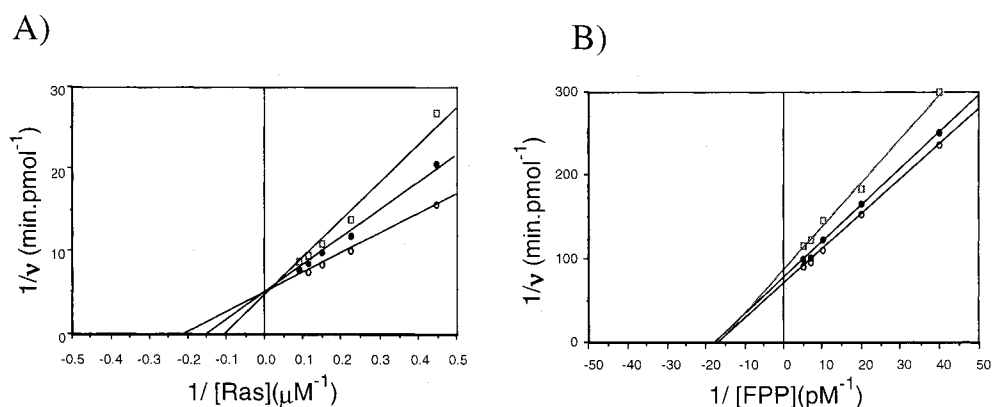 A)
B)
30
20
10
0
1/ν (min.pmol⁻¹)
-0.5 -0.4 -0.3 -0.2 -0.1 0.0 0.1 0.2 0.3 0.4 0.5
1/ [Ras](μM⁻¹)
300
200
100
0
1/ν (min.pmol⁻¹)
-50 -40 -30 -20 -10 0 10 20 30 40 50
1/ [FPP](pM⁻¹)